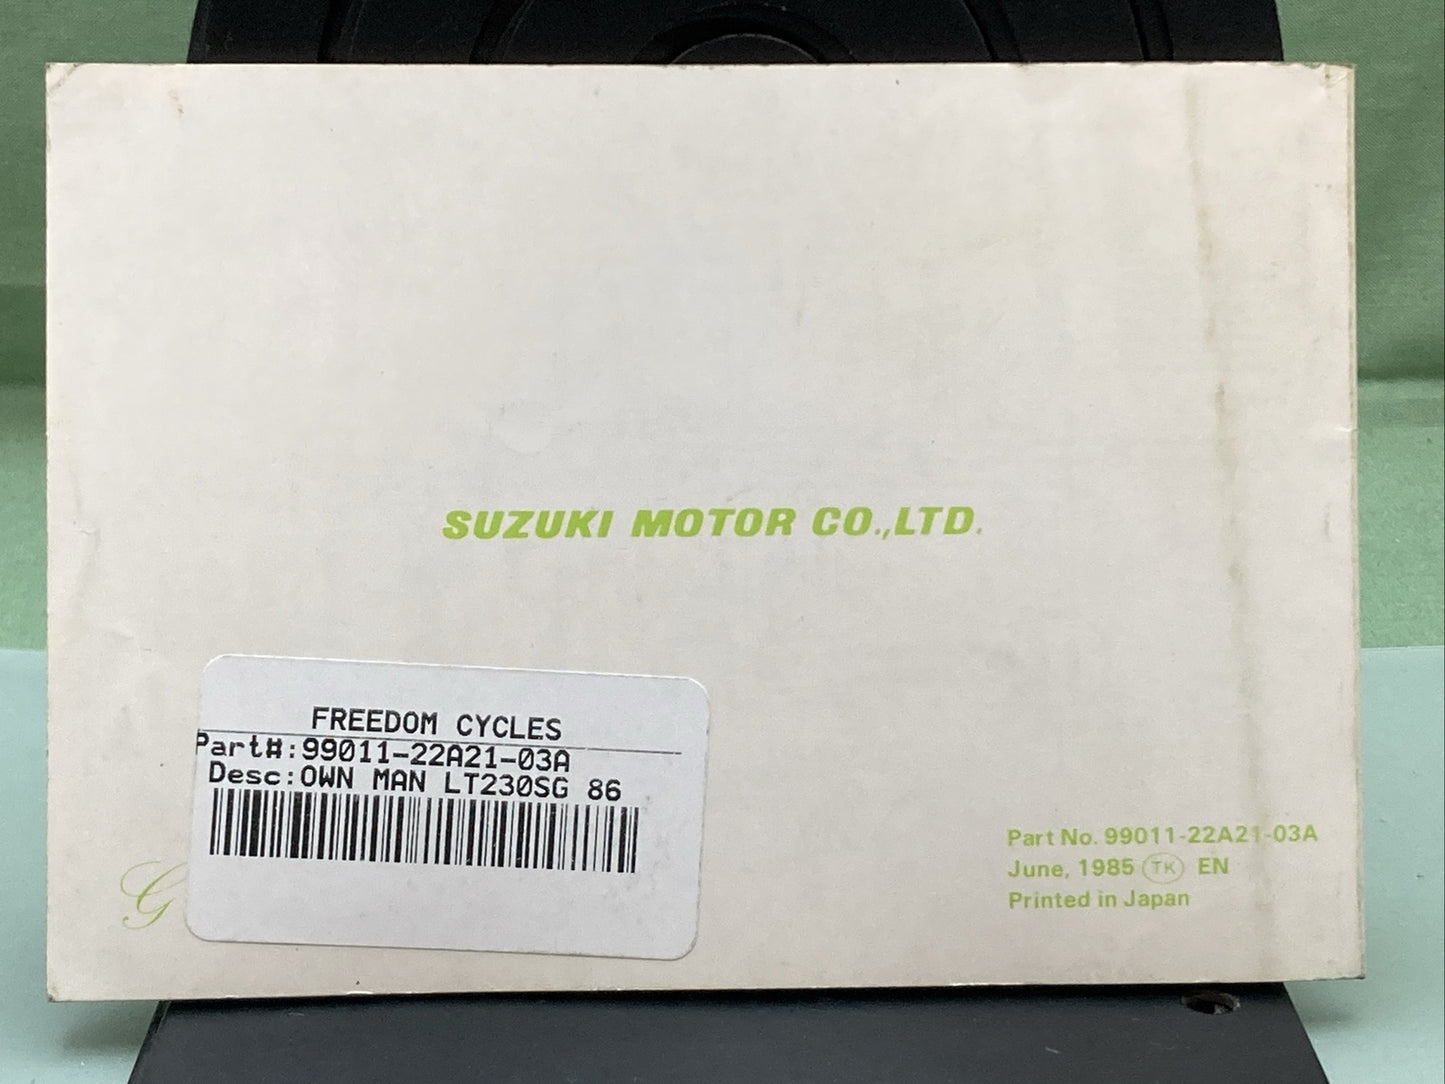 SUZUKI MOTOR CO.,LTD.
FREEDOM CYCLES
Part#:99011-22A21-03A
Desc:OWN MAN LT230SG 86
G
Part No. 99011-22A21-03A
June, 1985 TK EN
Printed in Japan